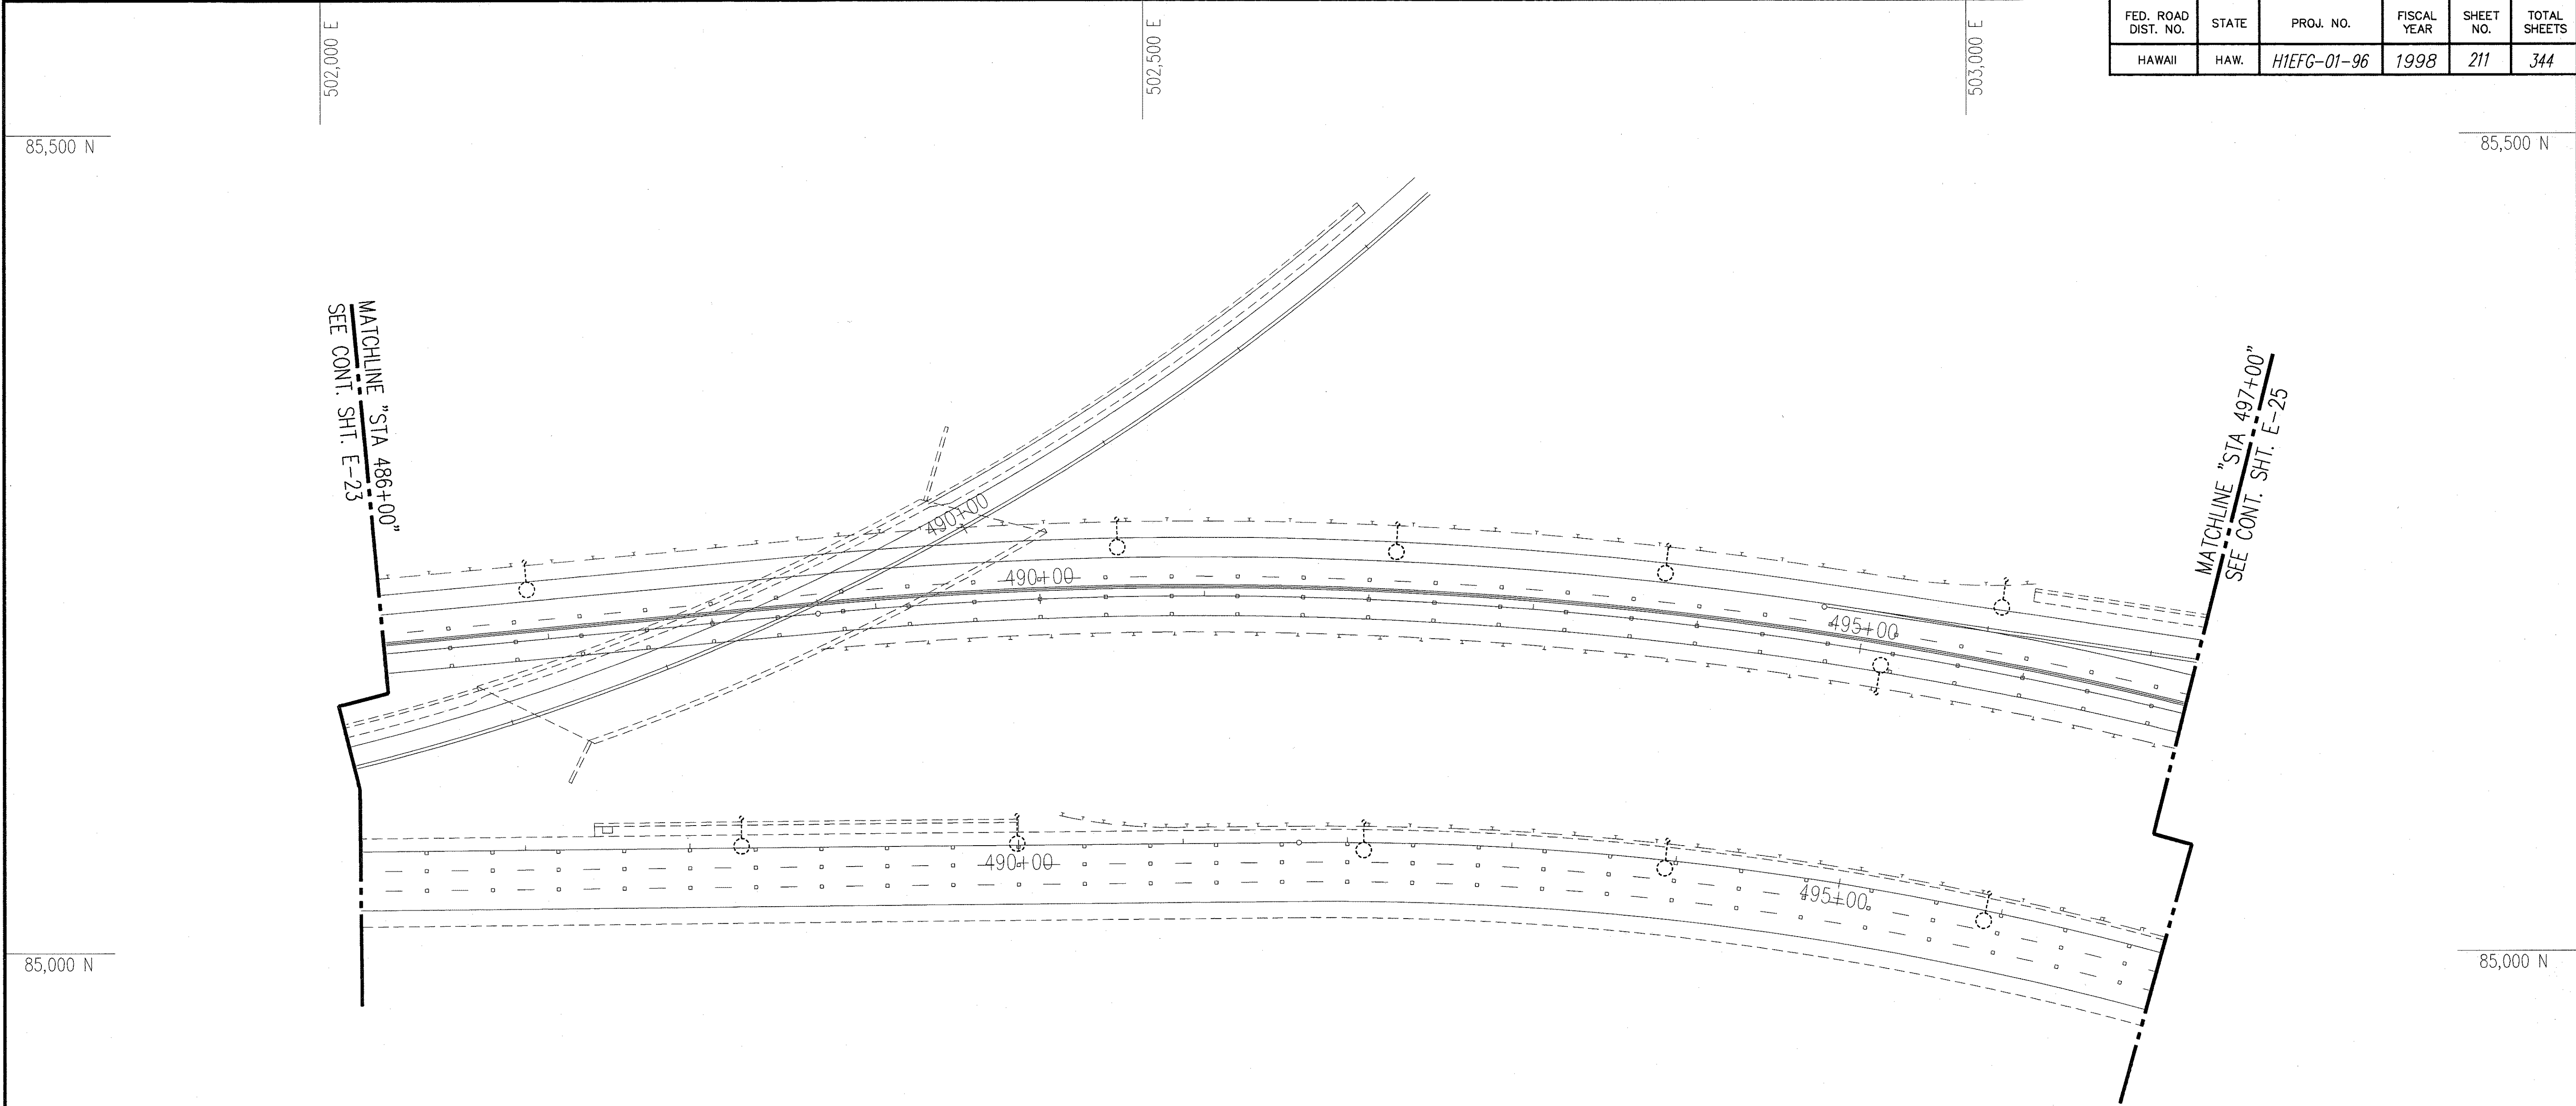 502,000 E
502,500 E
503,000 E
FED. ROAD DIST. NO. STATE PROJ. NO. FISCAL YEAR SHEET NO. TOTAL SHEETS
HAWAII HAW. H1EFG-01-96 1998 211 344
85,500 N
85,500 N
MATCHLINE "STA 486+00"
SEE CONT. SHT. E-23
MATCHLINE "STA 497+00"
SEE CONT. SHT. E-25
490+00
490+00
495+00
490+00
495+00
85,000 N
85,000 N